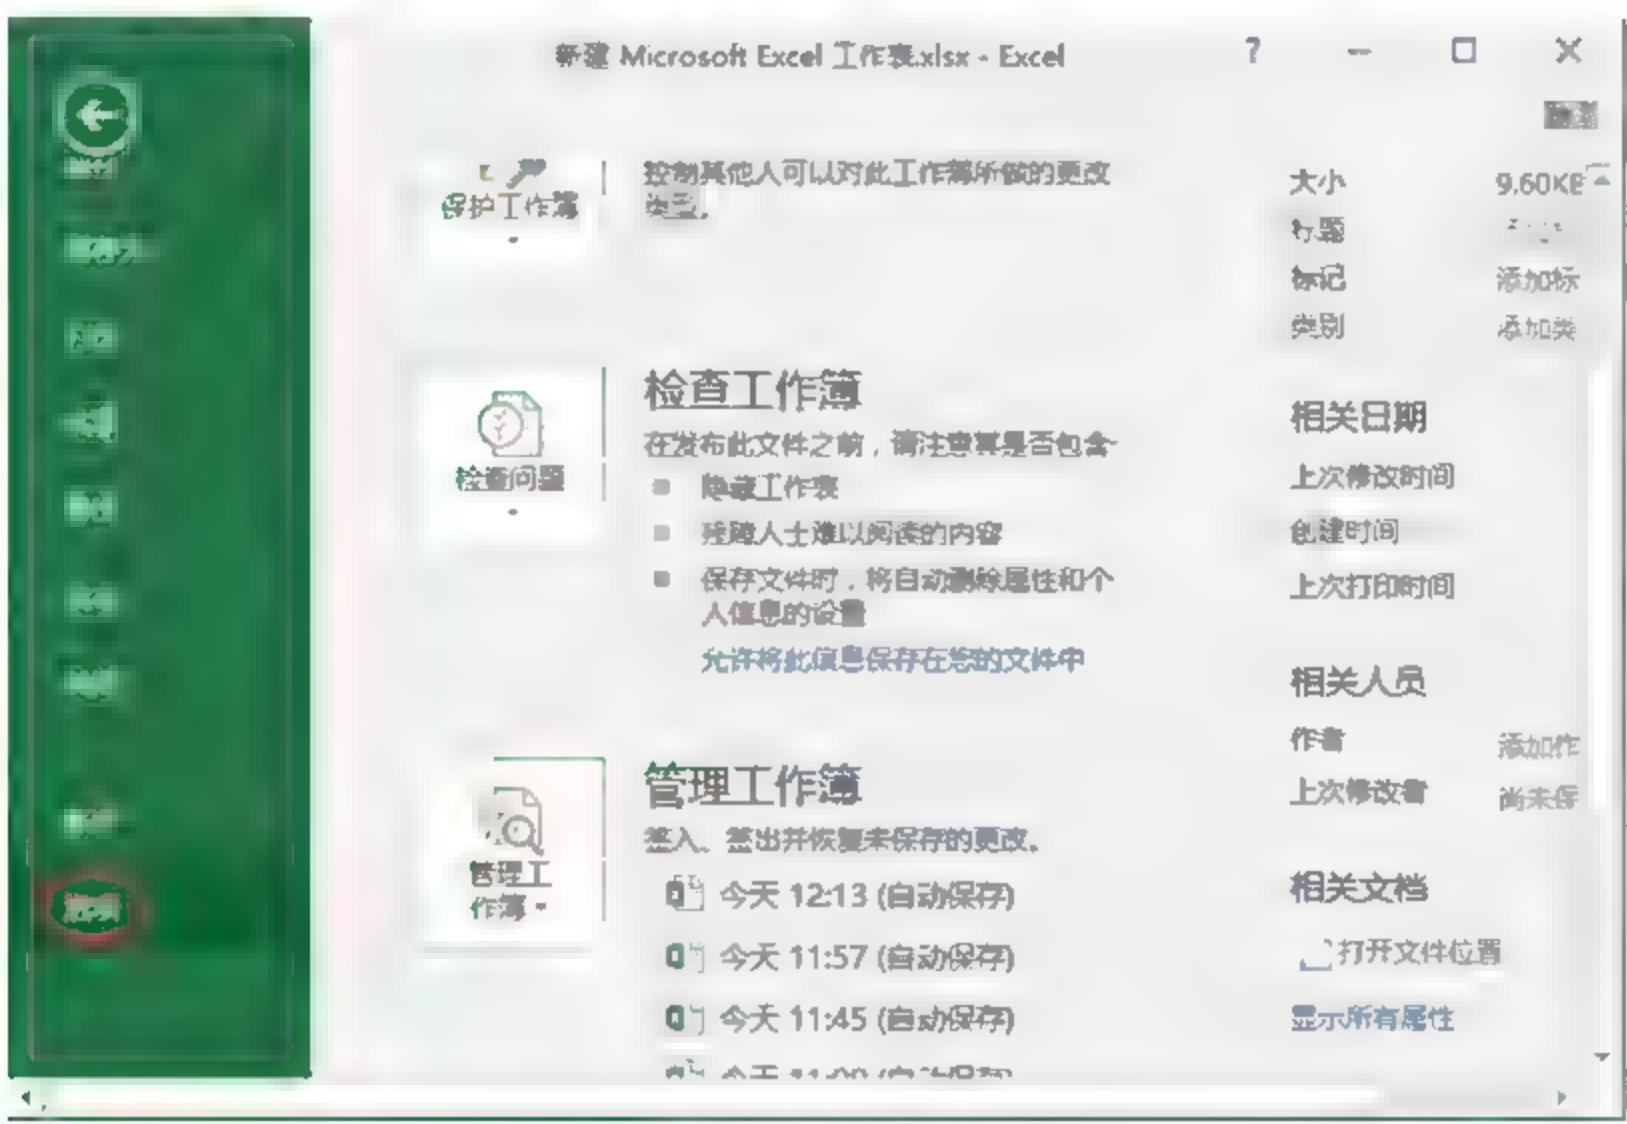 新建 Microsoft Excel 工作表.xlsx - Excel
?
保护工作簿
控制其他人可以对此工作簿所做的更改
类型。
大小 9.60KB
标题
标记 添加标
类别 添加类
检查问题
检查工作簿
在发布此文件之前，请注意其是否包含
隐藏工作表
残障人士难以阅读的内容
保存文件时，将自动删除属性和个
人信息的设置
允许将此信息保存在您的文件中
相关日期
上次修改时间
创建时间
上次打印时间
相关人员
作者 添加作
上次修改者 尚未保
管理工
作簿
管理工作簿
签入、签出并恢复未保存的更改。
今天 12:13 (自动保存)
今天 11:57 (自动保存)
今天 11:45 (自动保存)
相关文档
打开文件位置
显示所有属性